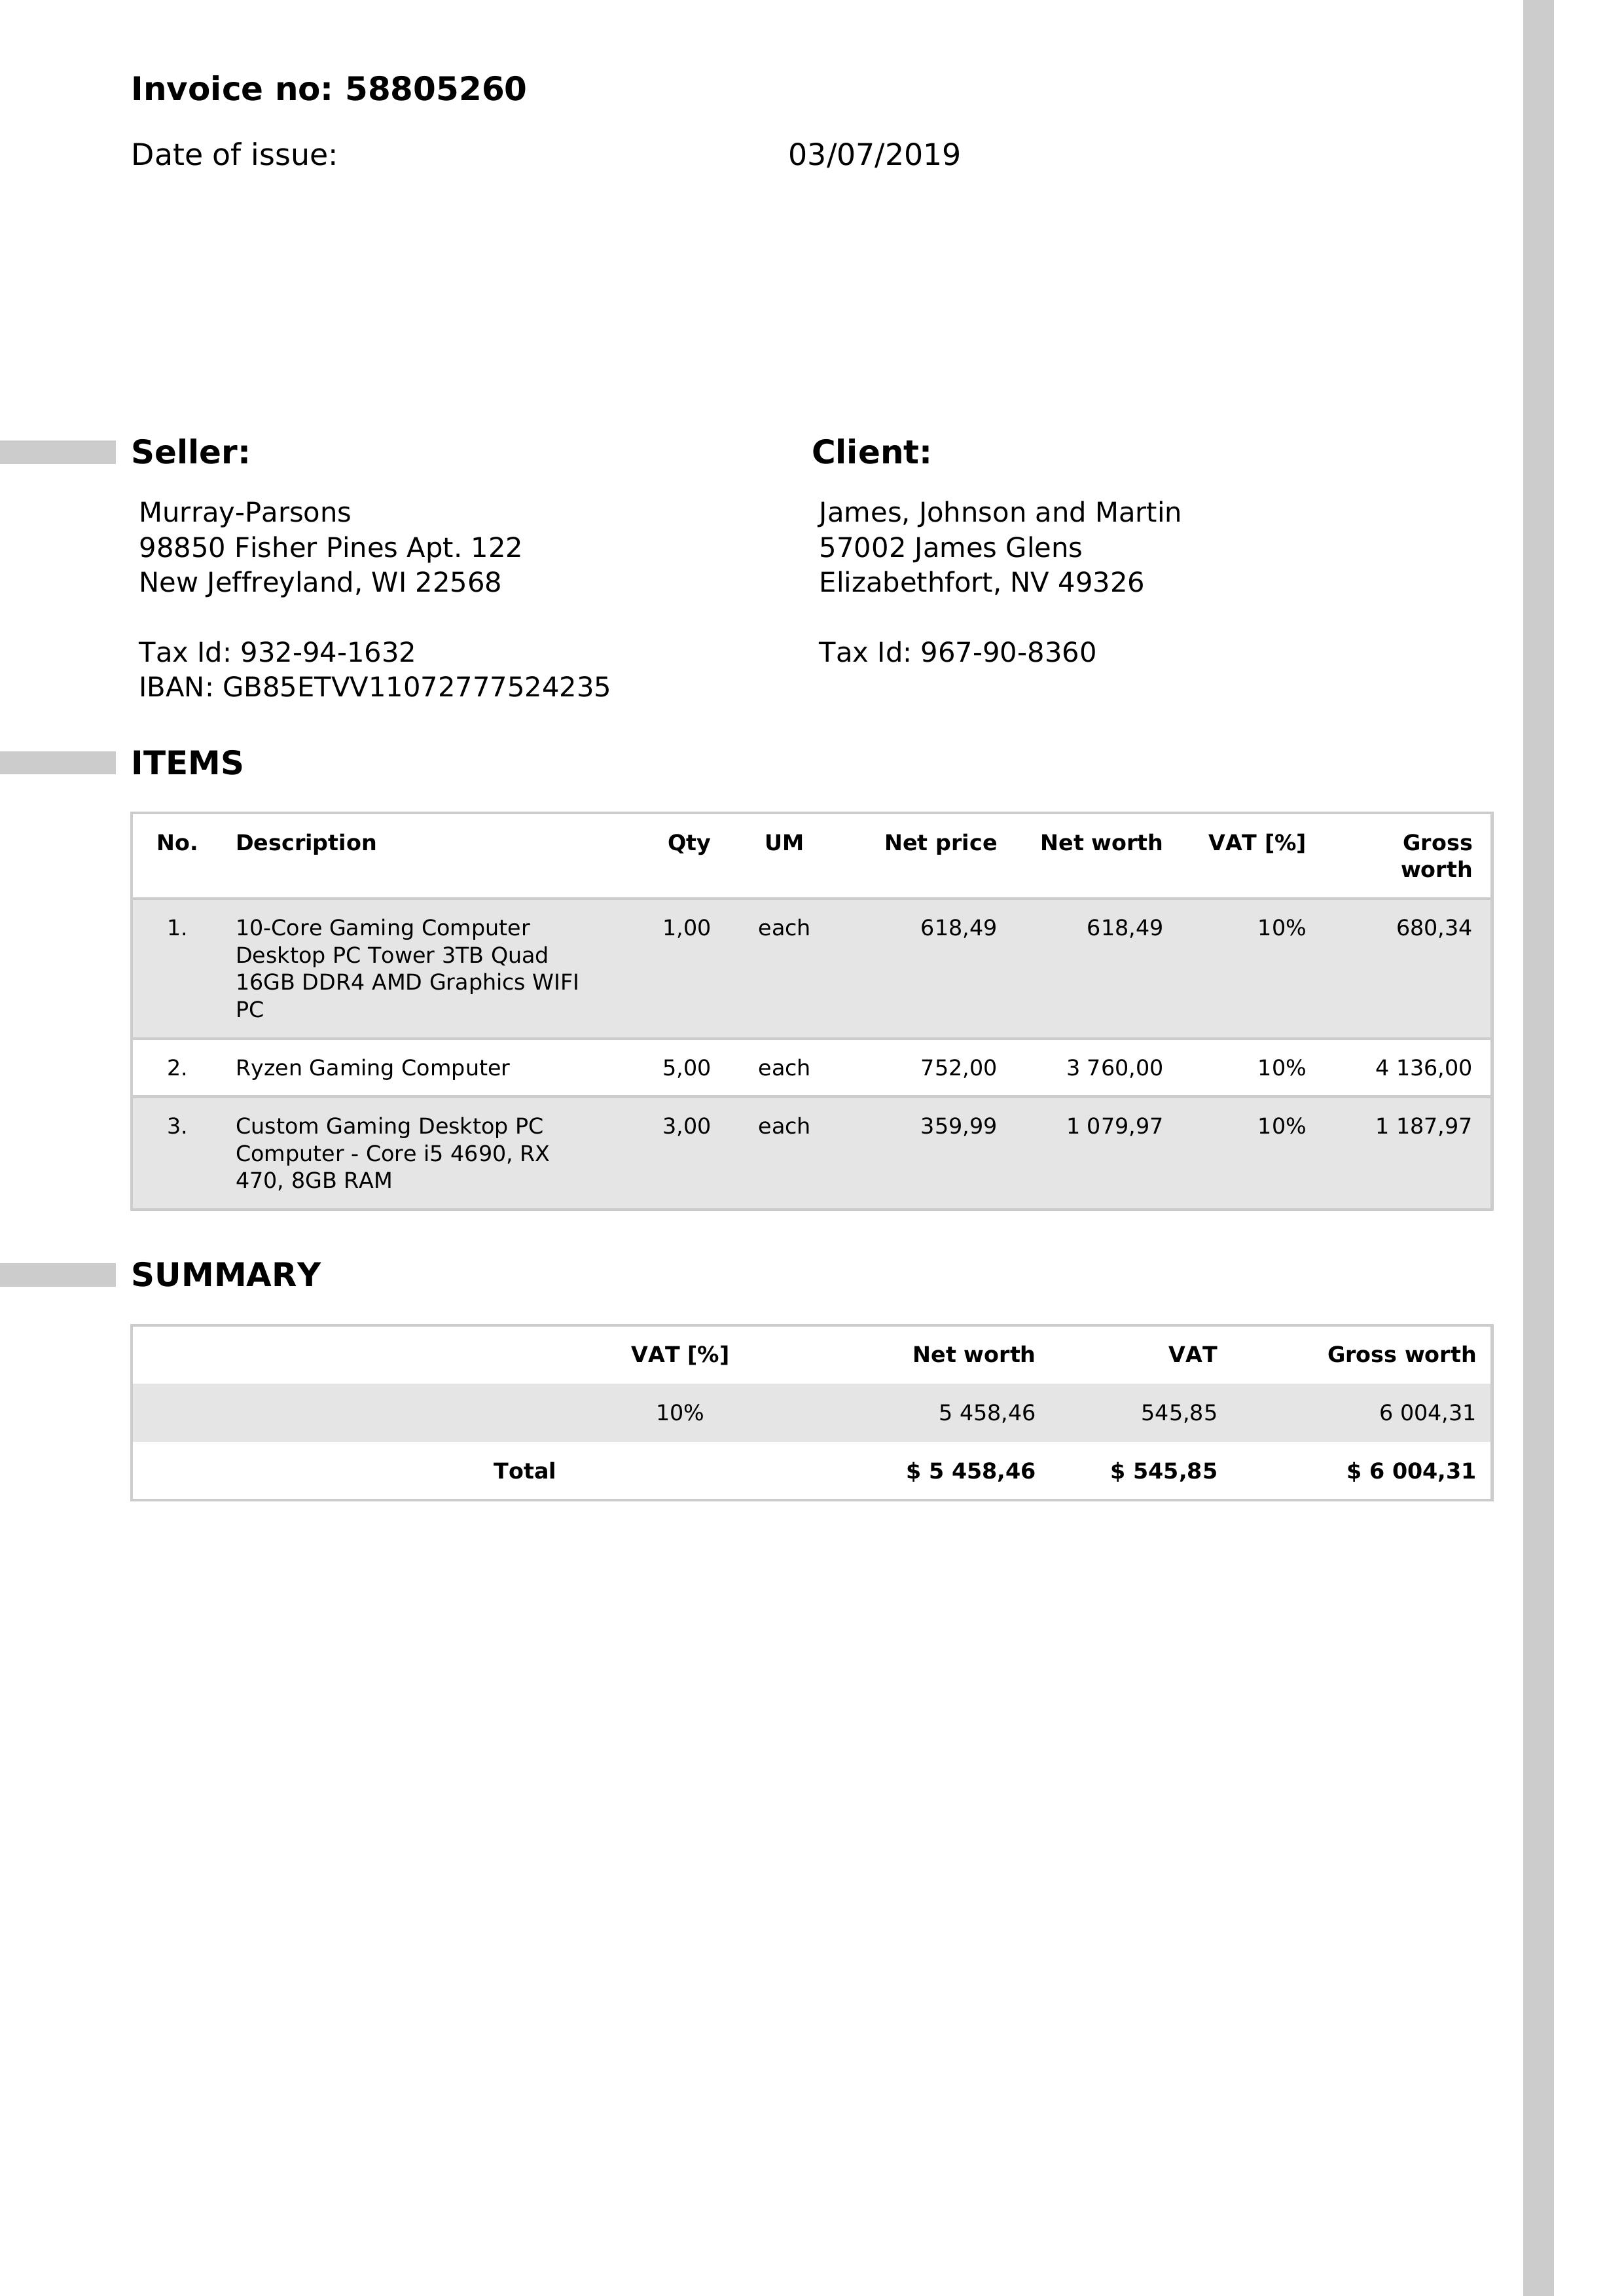 Invoice no: 58805260
Date of issue: 03/07/2019
Seller:
Murray-Parsons
98850 Fisher Pines Apt. 122
New Jeffreyland, WI 22568
Tax Id: 932-94-1632
IBAN: GB85ETVV11072777524235
Client:
James, Johnson and Martin
57002 James Glens
Elizabethfort, NV 49326
Tax Id: 967-90-8360
ITEMS
No. Description Qty UM Net price Net worth VAT [%] Gross
worth
1. 10-Core Gaming Computer 1,00 each 618,49 618,49 10% 680,34
Desktop PC Tower 3TB Quad
16GB DDR4 AMD Graphics WIFI
PC
2. Ryzen Gaming Computer 5,00 each 752,00 3 760,00 10% 4 136,00
3. Custom Gaming Desktop PC 3,00 each 359,99 1 079,97 10% 1 187,97
Computer - Core i5 4690, RX
470, 8GB RAM
SUMMARY
VAT [%] Net worth VAT Gross worth
10% 5 458,46 545,85 6 004,31
Total $ 5 458,46 $ 545,85 $ 6 004,31